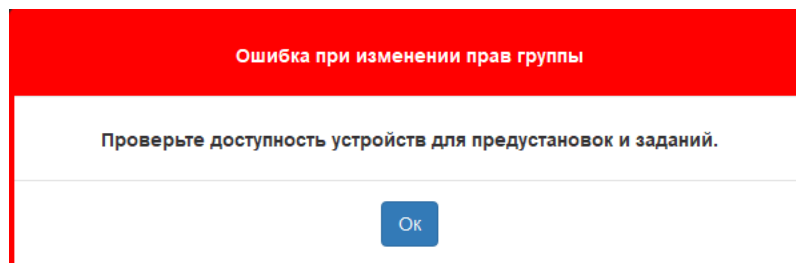 Ошибка при изменении прав группы
Проверьте доступность устройств для предустановок и заданий.
Ок